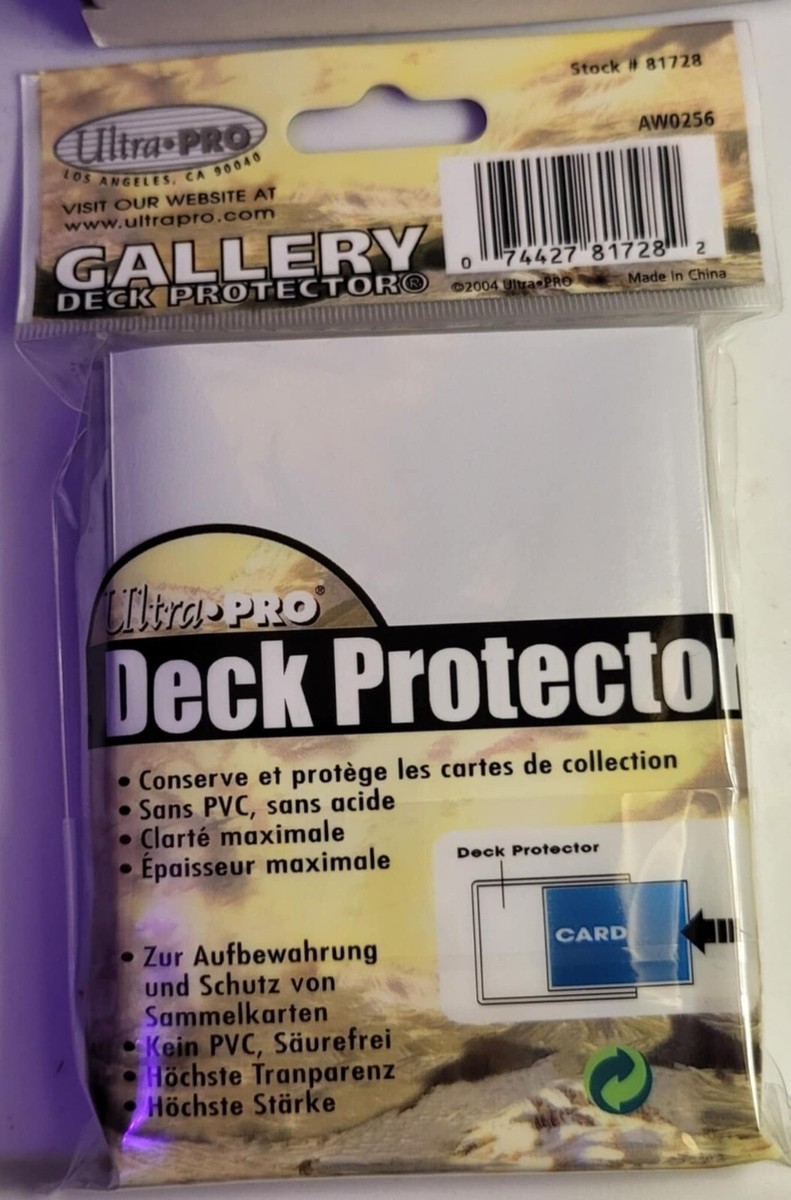 Stock # 81728
AW0256
Ultra•PRO
LOS ANGELES, CA 90040
VISIT OUR WEBSITE AT
www.ultrapro.com
GALLERY
DECK PROTECTOR®
0 74427 81728 2
©2004 Ultra•PRO Made In China
Ultra•PRO®
Deck Protector
• Conserve et protège les cartes de collection
• Sans PVC, sans acide
• Clarté maximale
• Épaisseur maximale
Deck Protector
CARD
• Zur Aufbewahrung
und Schutz von
Sammelkarten
• Kein PVC, Säurefrei
• Höchste Tranparenz
• Höchste Stärke